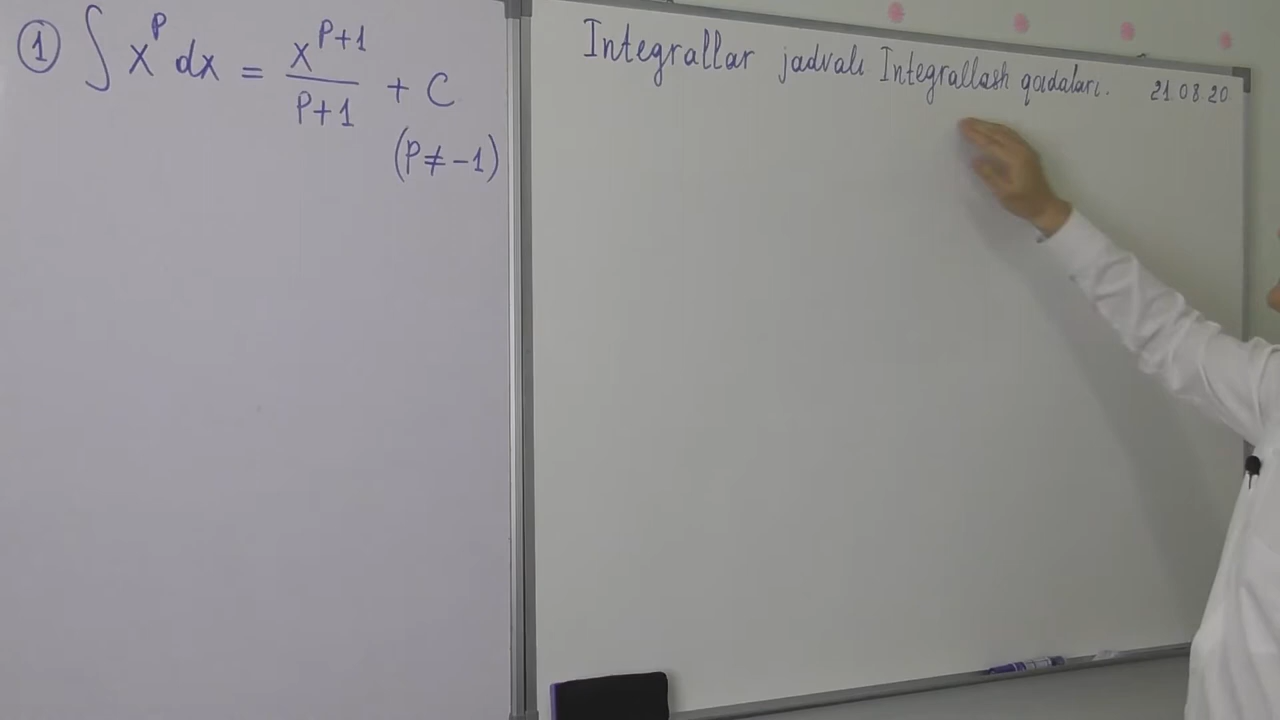 ① ∫ x^p dx = x^(p+1)/(p+1) + C
(p ≠ -1)
Integrallar jadvali Integrallash qoidalari. 21.08.20